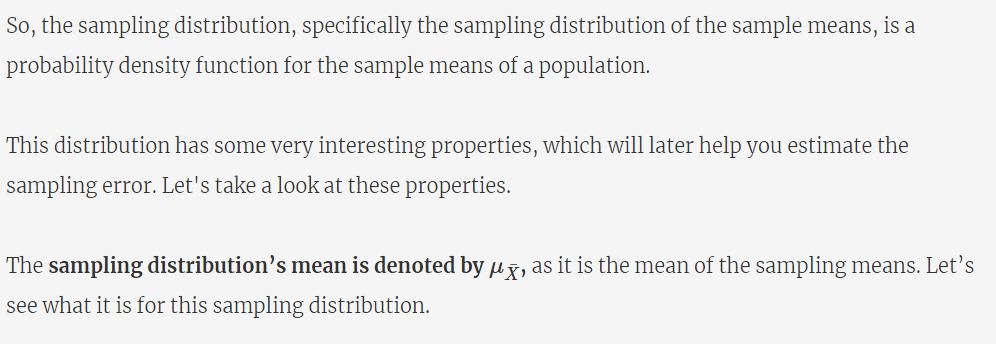 So, the sampling distribution, specifically the sampling distribution of the sample means, is a
probability density function for the sample means of a population.
This distribution has some very interesting properties, which will later help you estimate the
sampling error. Let's take a look at these properties.
The sampling distribution’s mean is denoted by μ_X̄, as it is the mean of the sampling means. Let’s
see what it is for this sampling distribution.